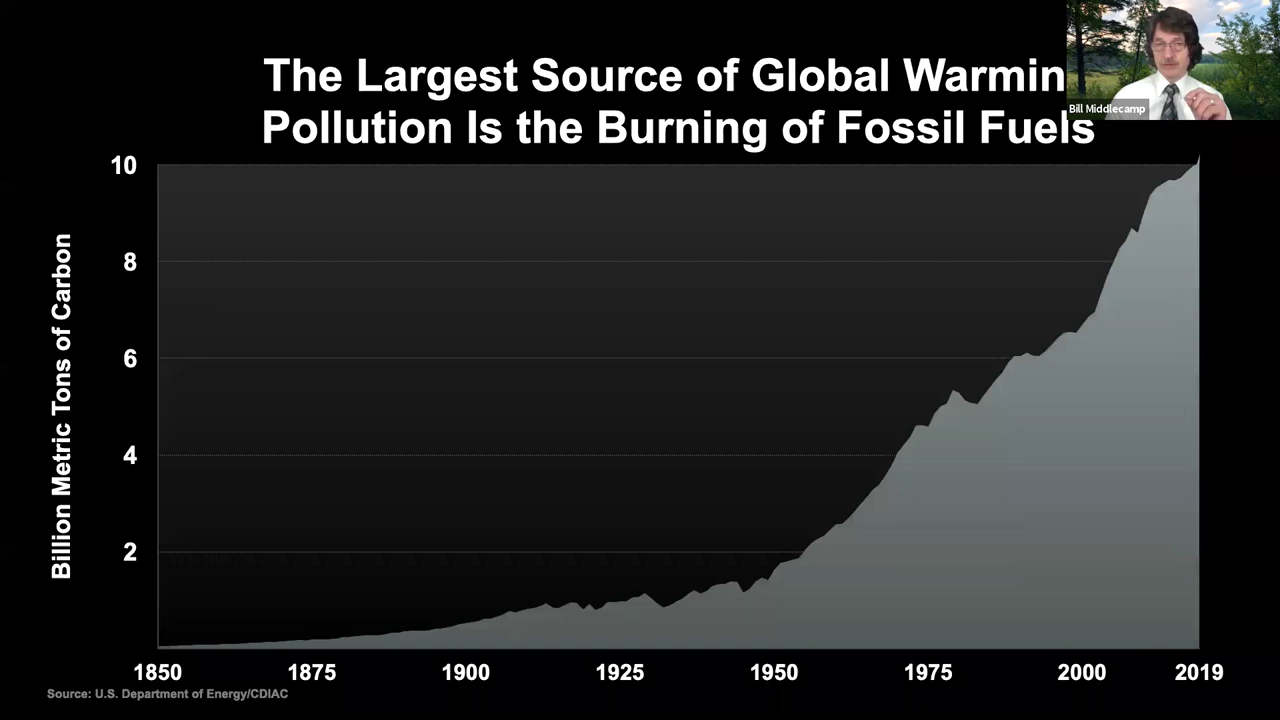 The Largest Source of Global Warmin
Pollution Is the Burning of Fossil Fuels
Bill Middlecamp
Billion Metric Tons of Carbon
10
8
6
4
2
1850 1875 1900 1925 1950 1975 2000 2019
Source: U.S. Department of Energy/CDIAC